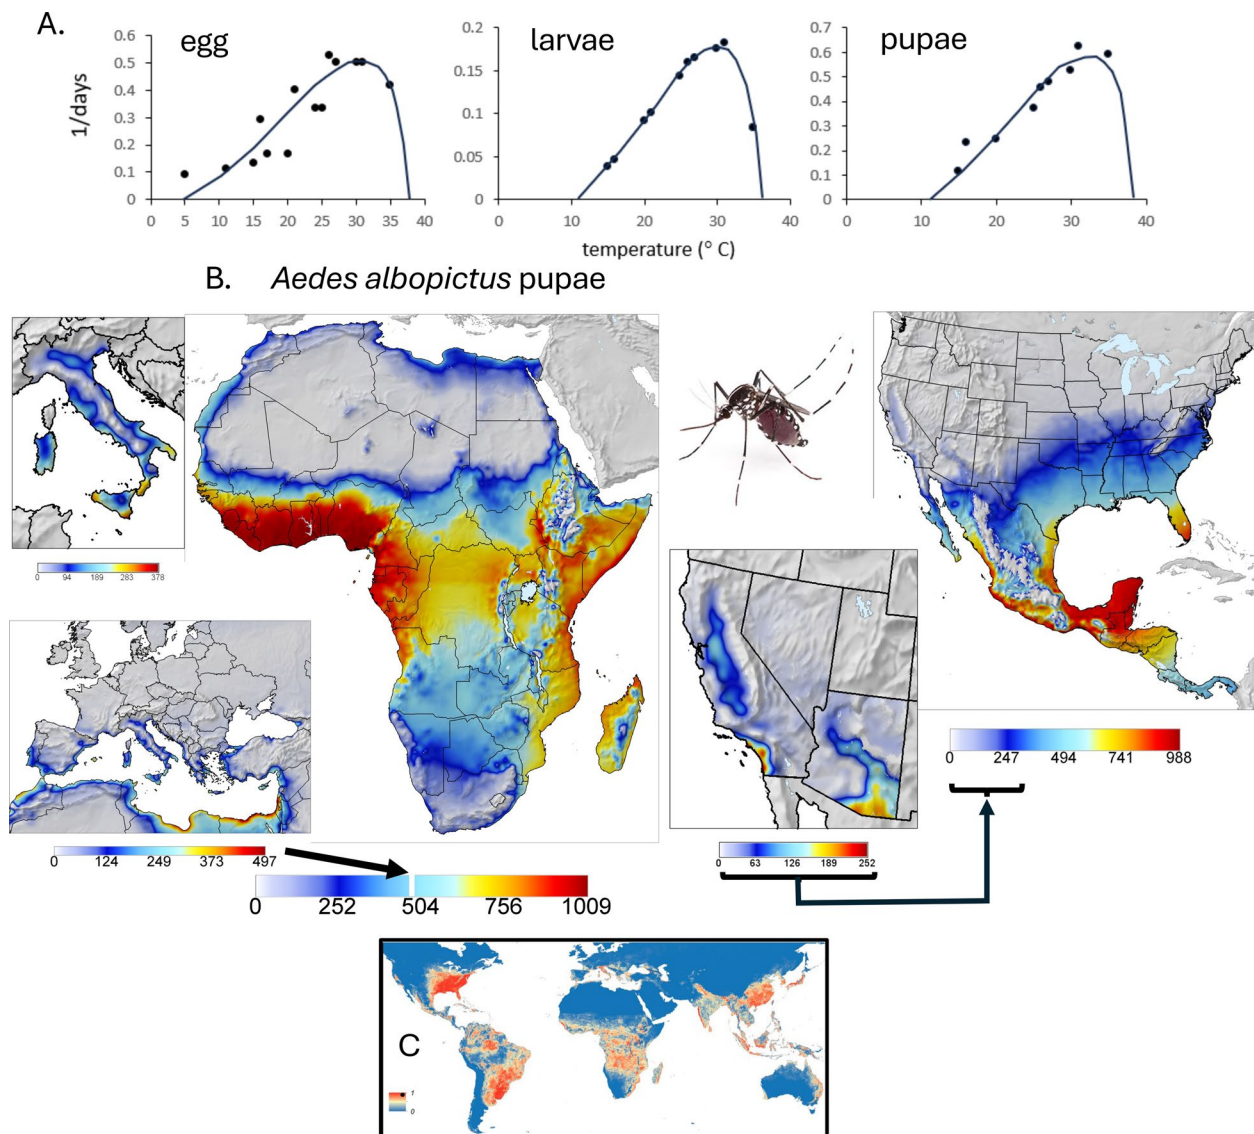 A.
egg
larvae
pupae
1/days
0.6
0.5
0.4
0.3
0.2
0.1
0
0 5 10 15 20 25 30 35 40
0.2
0.15
0.1
0.05
0
0 10 20 30 40
0.7
0.6
0.5
0.4
0.3
0.2
0.1
0
0 10 20 30 40
temperature (° C)
B. Aedes albopictus pupae
0 94 189 283 378
0 124 249 373 497
0 252 504 756 1009
0 63 126 189 252
0 247 494 741 988
C
1
0